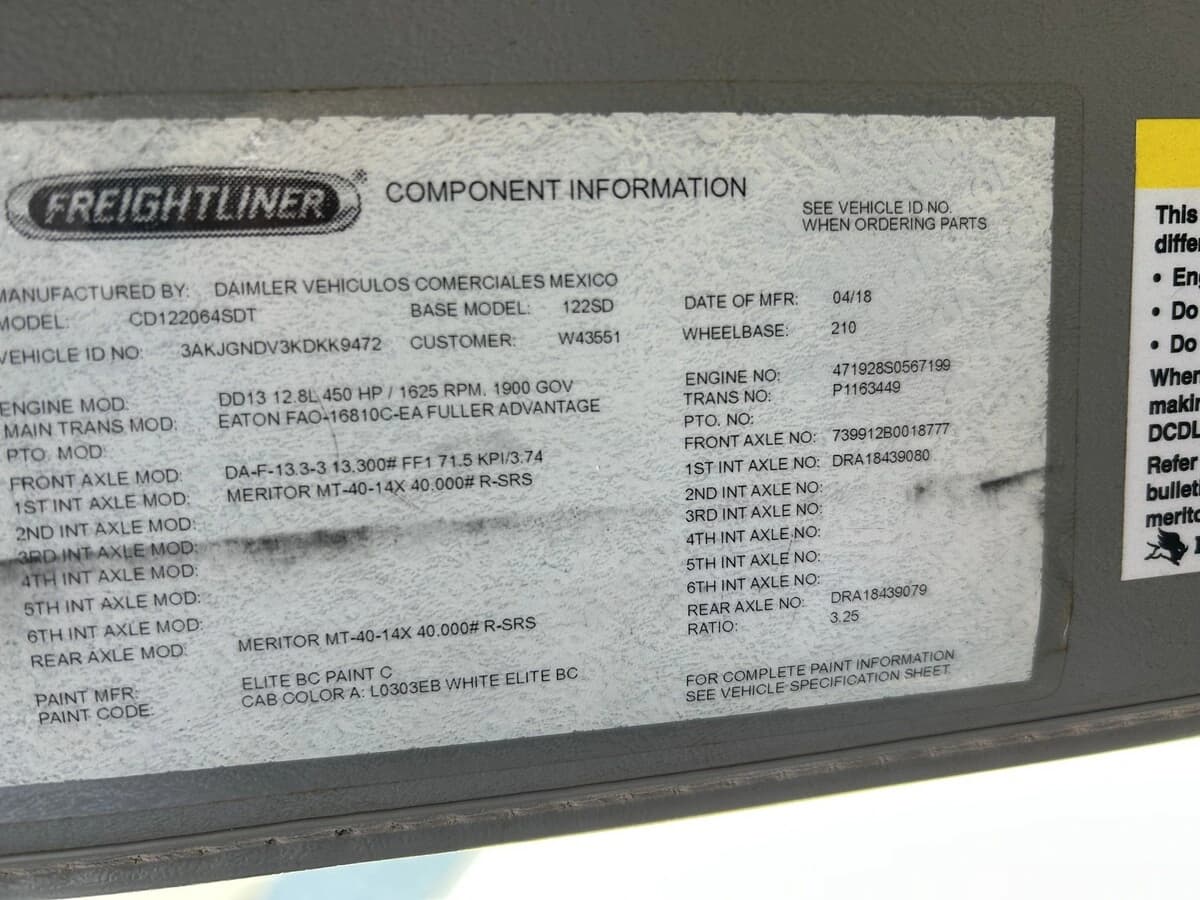 FREIGHTLINER
COMPONENT INFORMATION
SEE VEHICLE ID NO.
WHEN ORDERING PARTS
MANUFACTURED BY: DAIMLER VEHICULOS COMERCIALES MEXICO
MODEL: CD122064SDT BASE MODEL: 122SD DATE OF MFR: 04/18
VEHICLE ID NO: 3AKJGNDV3KDKK9472 CUSTOMER: W43551 WHEELBASE: 210
ENGINE MOD: DD13 12.8L 450 HP / 1625 RPM, 1900 GOV ENGINE NO: 471928S0567199
MAIN TRANS MOD: EATON FAO-16810C-EA FULLER ADVANTAGE TRANS NO: P1163449
PTO. MOD: PTO. NO:
FRONT AXLE MOD: DA-F-13.3-3 13,300# FF1 71.5 KPI/3.74 FRONT AXLE NO: 739912B0018777
1ST INT AXLE MOD: MERITOR MT-40-14X 40,000# R-SRS 1ST INT AXLE NO: DRA18439080
2ND INT AXLE MOD: 2ND INT AXLE NO:
3RD INT AXLE MOD: 3RD INT AXLE NO:
4TH INT AXLE MOD: 4TH INT AXLE NO:
5TH INT AXLE MOD: 5TH INT AXLE NO:
6TH INT AXLE MOD: 6TH INT AXLE NO:
REAR AXLE MOD: MERITOR MT-40-14X 40,000# R-SRS REAR AXLE NO: DRA18439079
RATIO: 3.25
PAINT MFR: ELITE BC PAINT C
PAINT CODE: CAB COLOR A: L0303EB WHITE ELITE BC
FOR COMPLETE PAINT INFORMATION
SEE VEHICLE SPECIFICATION SHEET
This
• Do
• Do
DCDL
Refer